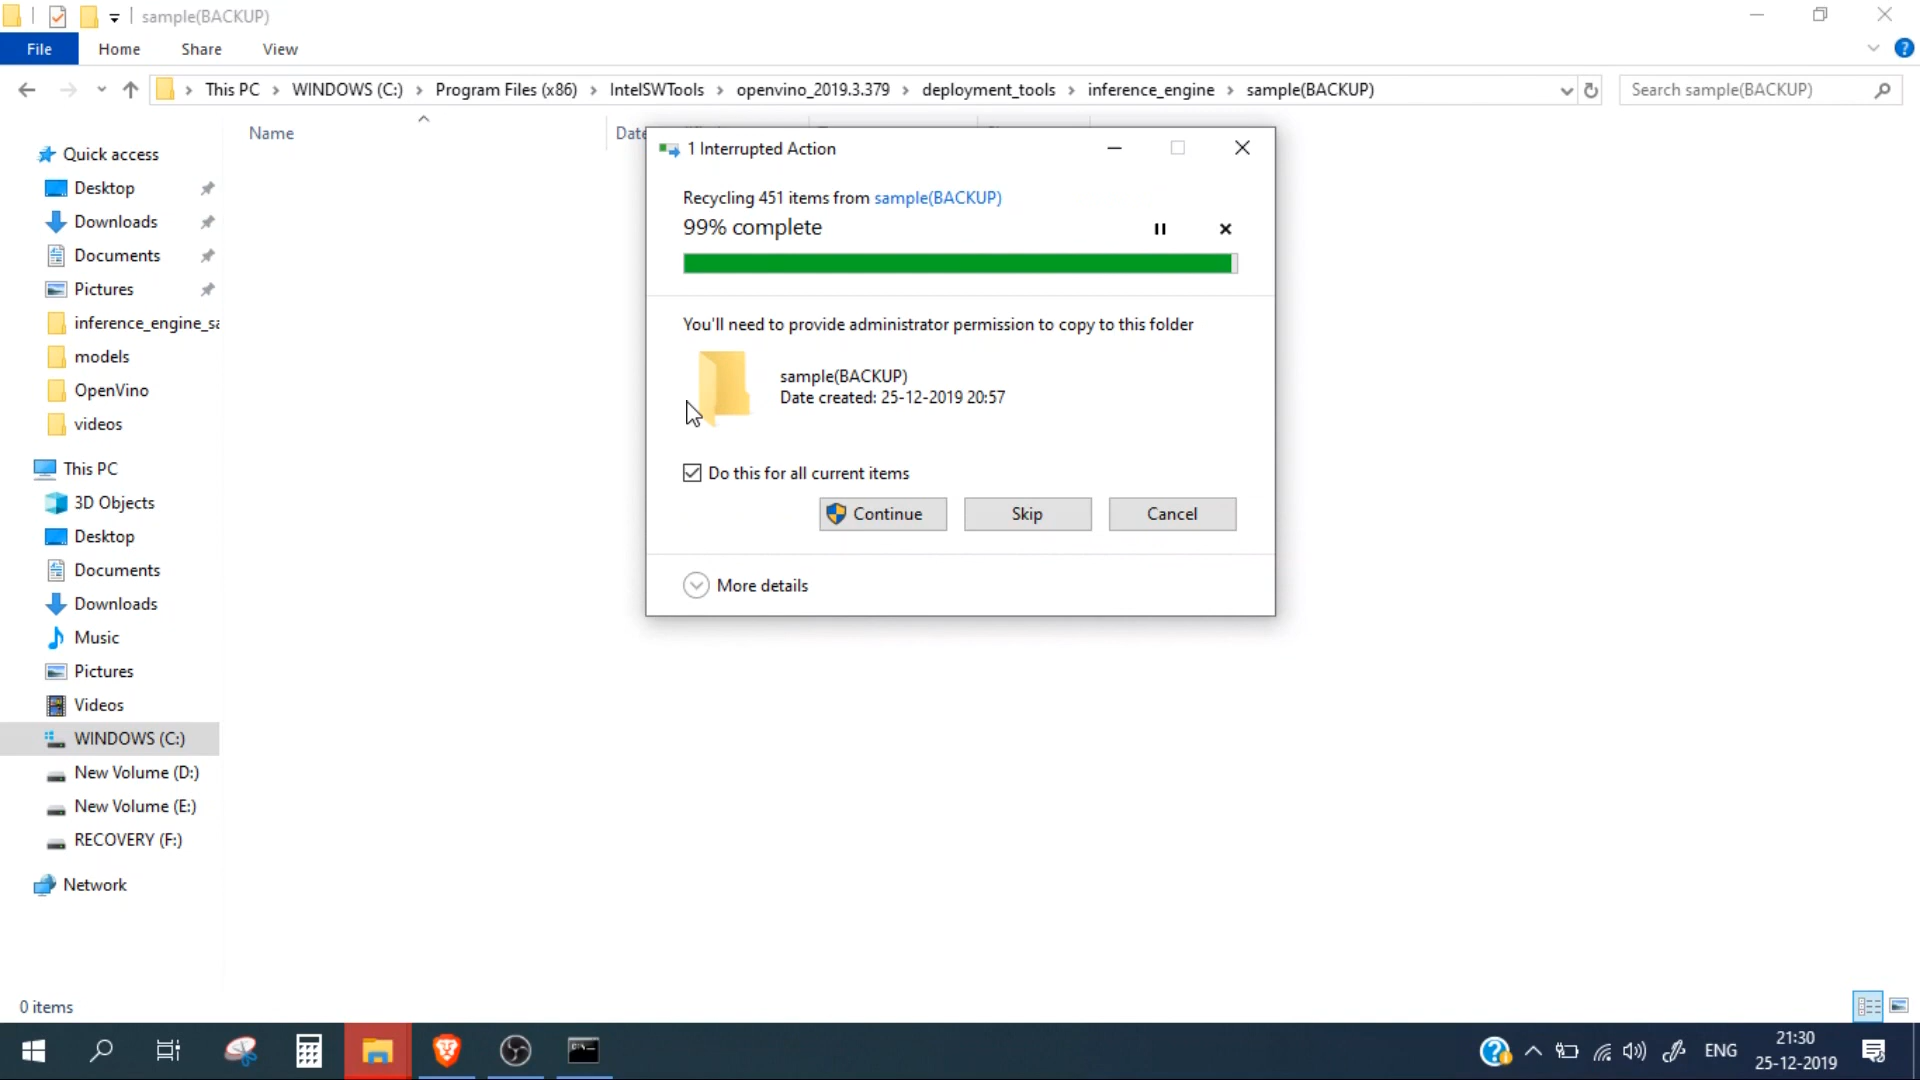 sample(BACKUP)
File Home Share View
This PC WINDOWS (C:) Program Files (x86) IntelSWTools openvino_2019.3.379 deployment_tools inference_engine sample(BACKUP)
Search sample(BACKUP)
Name
Date
Quick access
Desktop
Downloads
Documents
Pictures
inference_engine_sa
models
OpenVino
videos
This PC
3D Objects
Desktop
Documents
Downloads
Music
Pictures
Videos
WINDOWS (C:)
New Volume (D:)
New Volume (E:)
RECOVERY (F:)
Network
1 Interrupted Action
Recycling 451 items from sample(BACKUP)
99% complete
You'll need to provide administrator permission to copy to this folder
sample(BACKUP)
Date created: 25-12-2019 20:57
Do this for all current items
Continue Skip Cancel
More details
0 items
ENG
21:30
25-12-2019